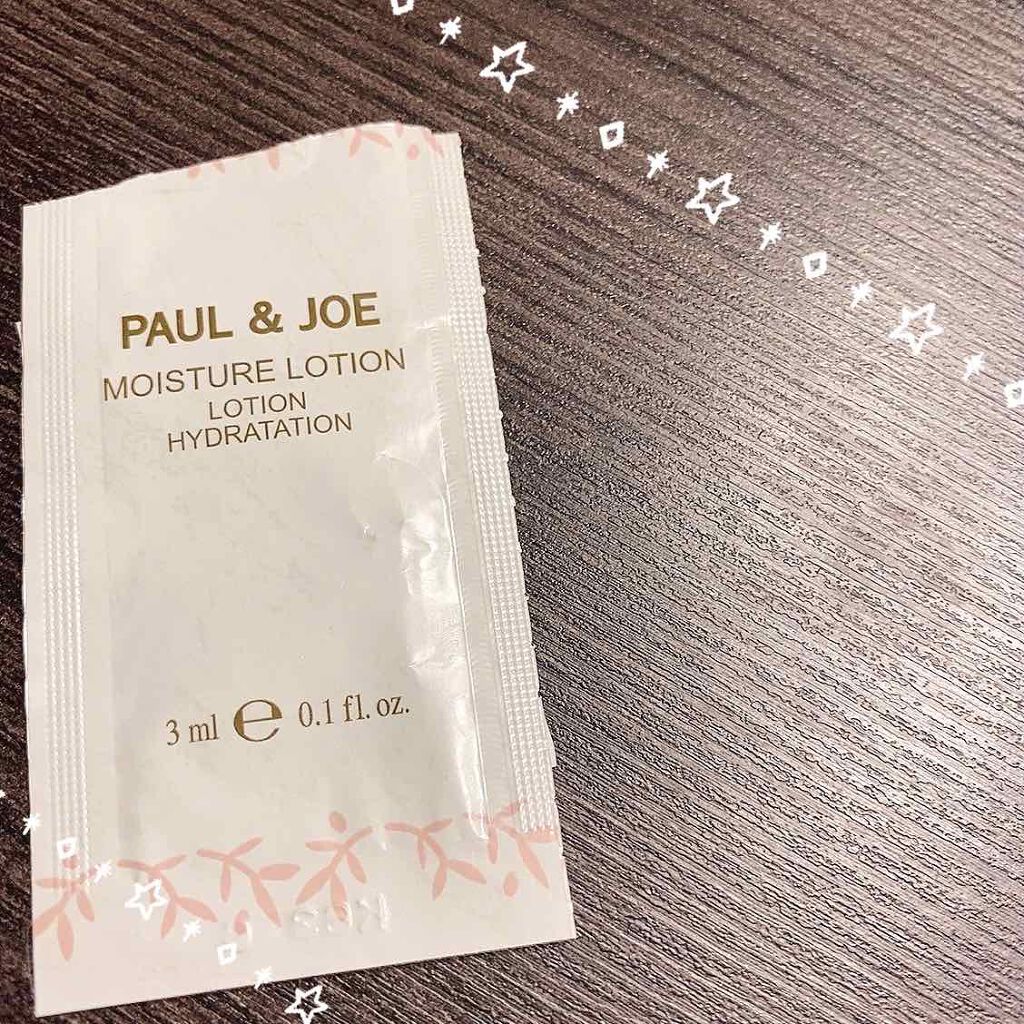 PAUL & JOE
MOISTURE LOTION
LOTION
HYDRATATION
3 ml e 0.1 fl. oz.